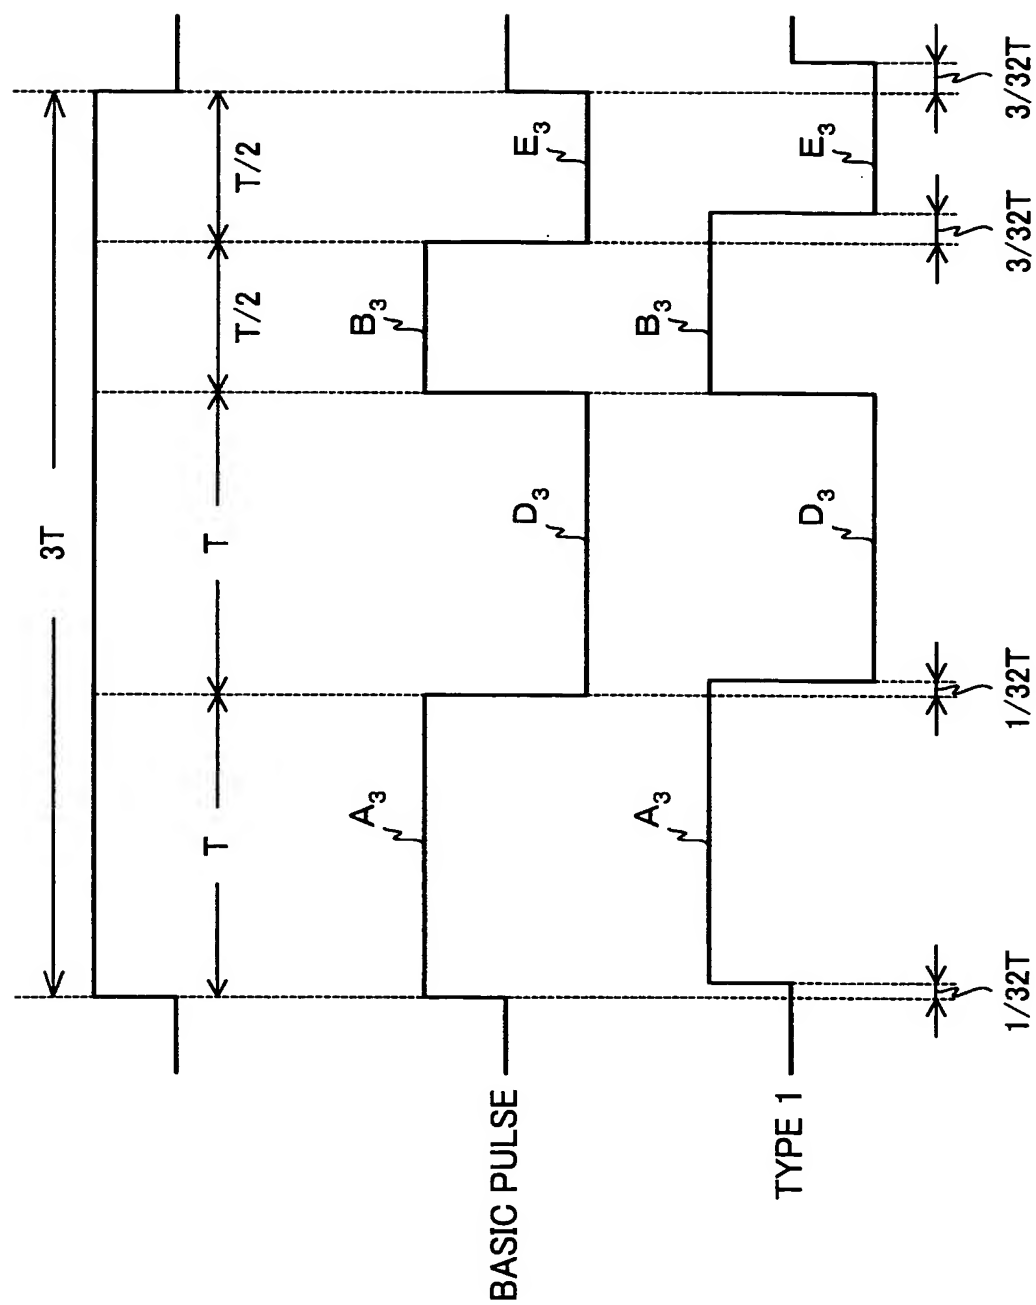 3T
T
T
T/2
T/2
BASIC PULSE
A3
D3
B3
E3
TYPE 1
A3
D3
B3
E3
1/32T
1/32T
3/32T
3/32T